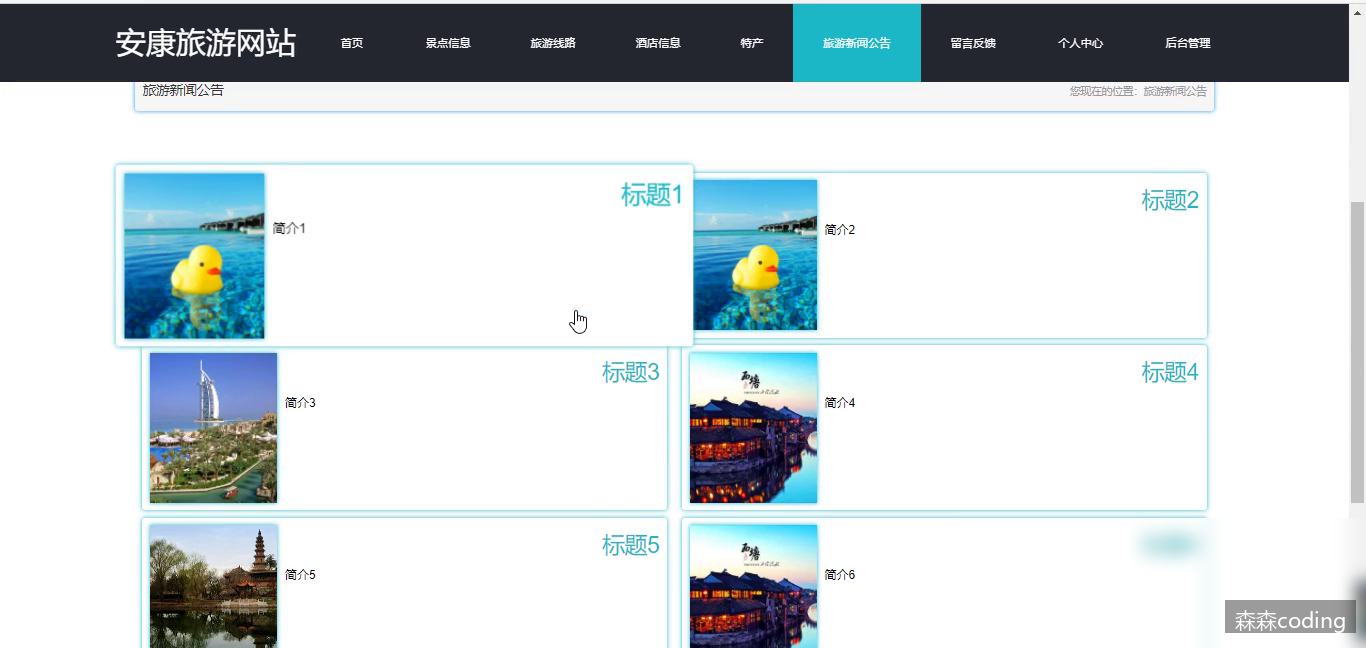 安康旅游网站 首页 景点信息 旅游线路 酒店信息 特产 旅游新闻公告 留言反馈 个人中心 后台管理
旅游新闻公告 您现在的位置：旅游新闻公告
标题1
简介1
标题2
简介2
标题3
简介3
标题4
西塘
简介4
标题5
简介5
西塘
简介6
森森coding